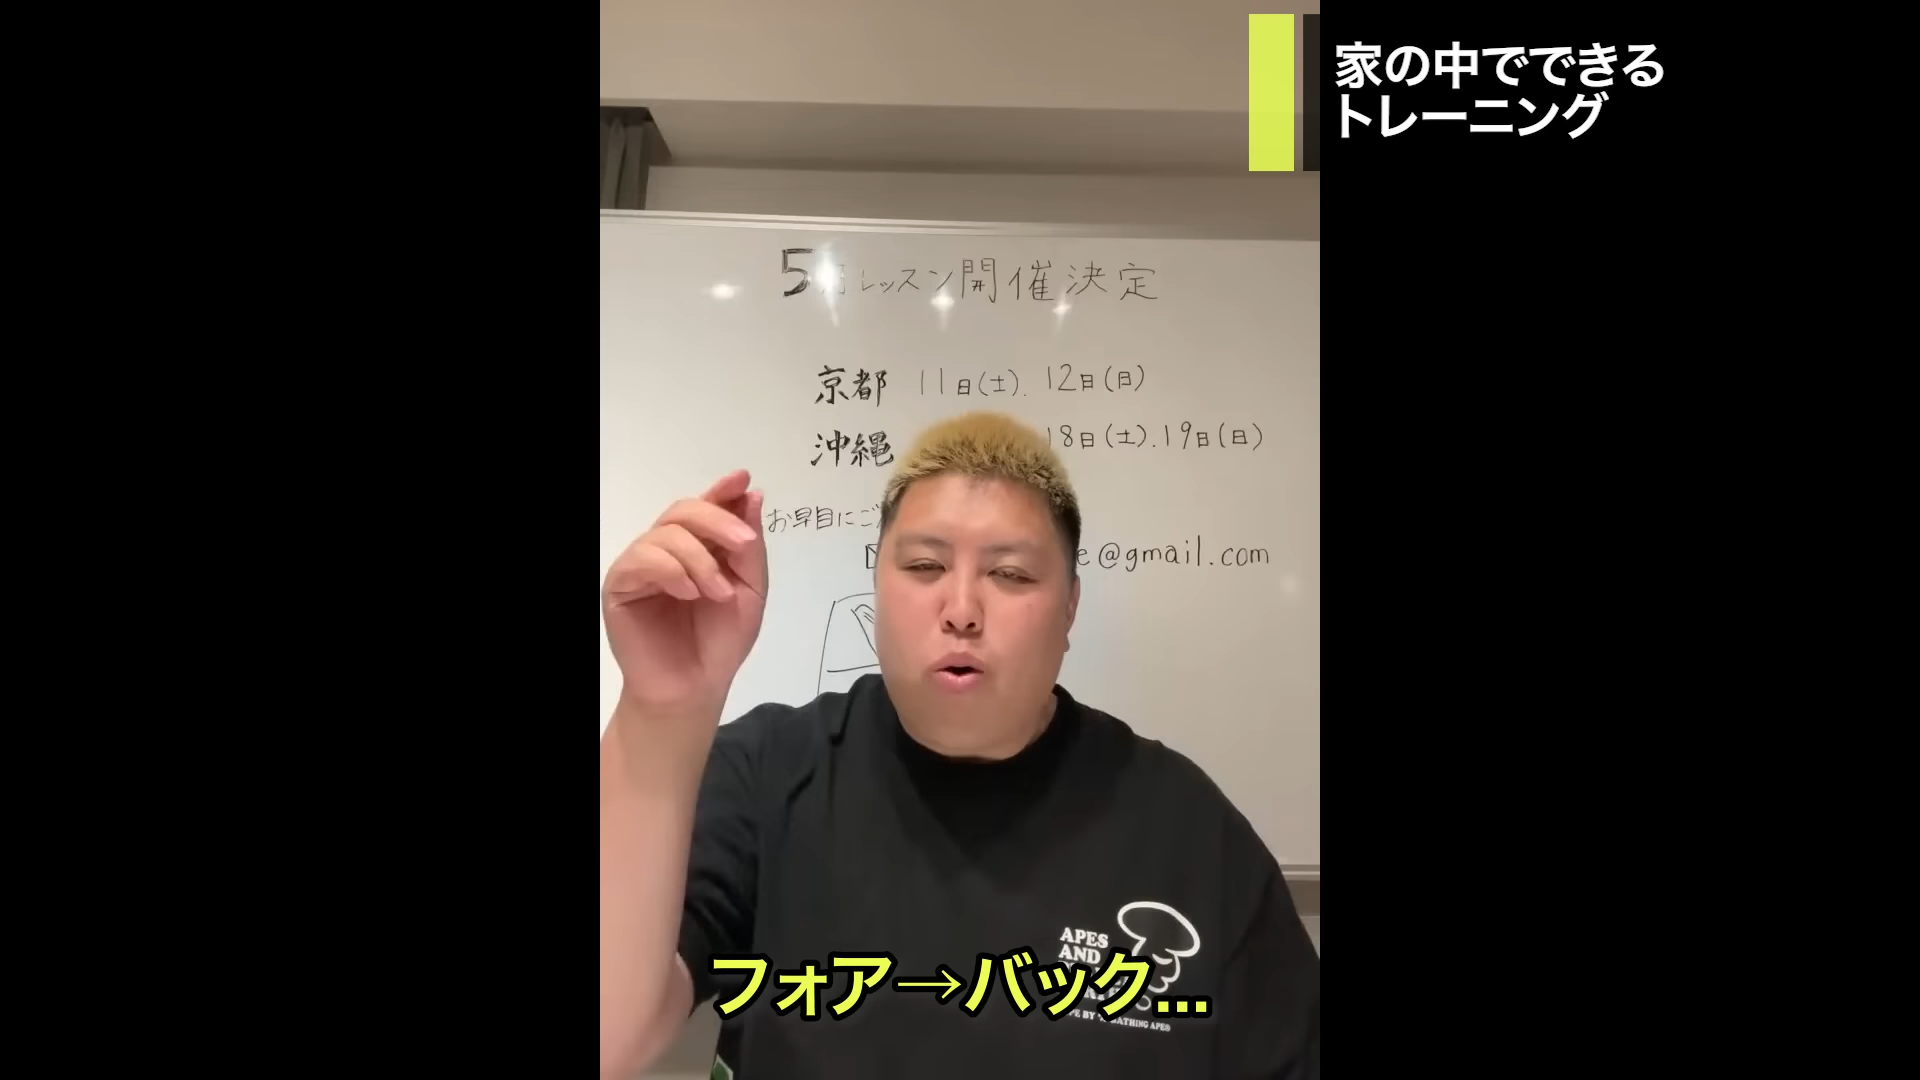 家の中でできる
トレーニング
5月レッスン開催決定
京都 11日(土). 12日(日)
沖縄 18日(土).19日(日)
お早目にご
e@gmail.com
APES
AND
BATHING APE®
フォア→バック...